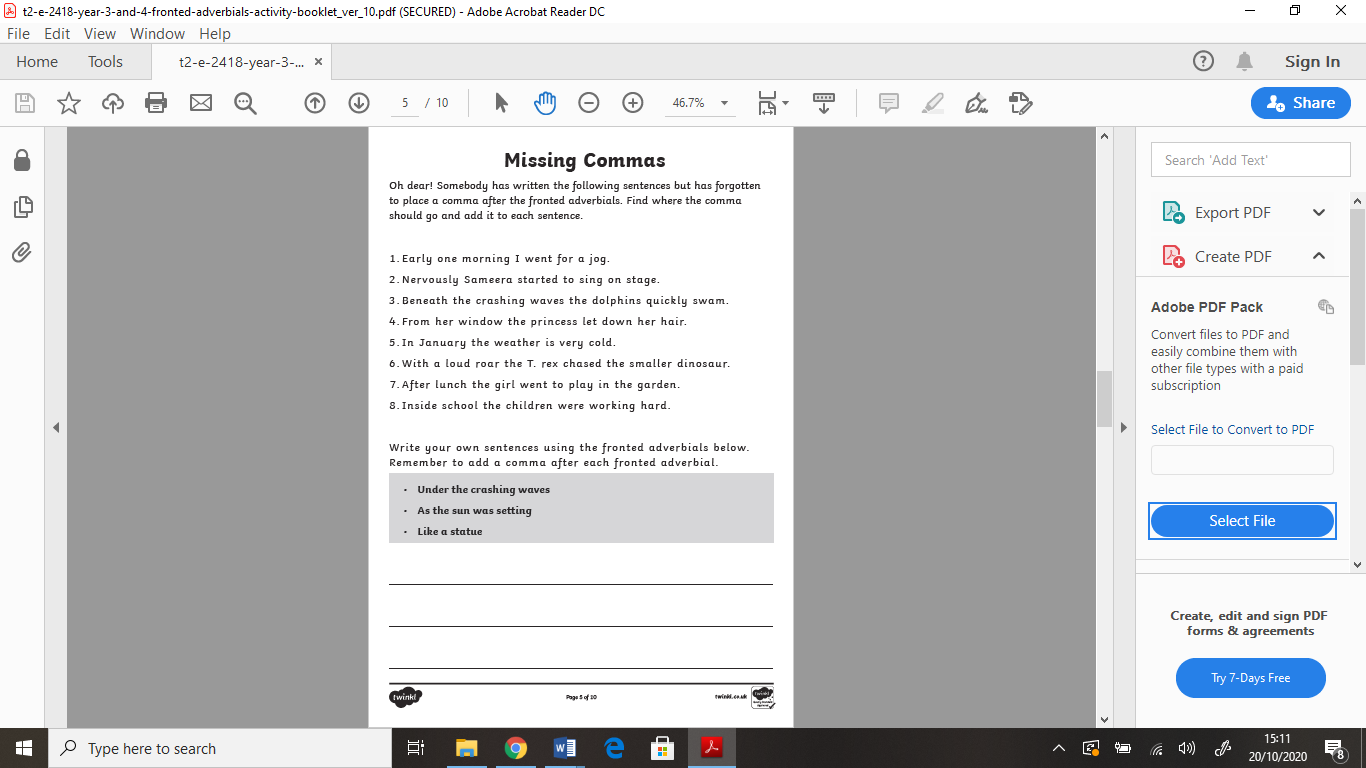 t2-e-2418-year-3-and-4-fronted-adverbials-activity-booklet_ver_10.pdf (SECURED) - Adobe Acrobat Reader DC
File Edit View Window Help
Home Tools t2-e-2418-year-3-... × Sign In
5 / 10 46.7% Share
Missing Commas
Oh dear! Somebody has written the following sentences but has forgotten
to place a comma after the fronted adverbials. Find where the comma
should go and add it to each sentence.
1. Early one morning I went for a jog.
2. Nervously Sameera started to sing on stage.
3. Beneath the crashing waves the dolphins quickly swam.
4. From her window the princess let down her hair.
5. In January the weather is very cold.
6. With a loud roar the T. rex chased the smaller dinosaur.
7. After lunch the girl went to play in the garden.
8. Inside school the children were working hard.
Write your own sentences using the fronted adverbials below.
Remember to add a comma after each fronted adverbial.
• Under the crashing waves
• As the sun was setting
• Like a statue
twinkl Page 5 of 10 twinkl.co.uk
Search 'Add Text'
Export PDF
Create PDF
Adobe PDF Pack
Convert files to PDF and
easily combine them with
other file types with a paid
subscription
Select File to Convert to PDF
Select File
Create, edit and sign PDF
forms & agreements
Try 7-Days Free
Type here to search
15:11
20/10/2020
8